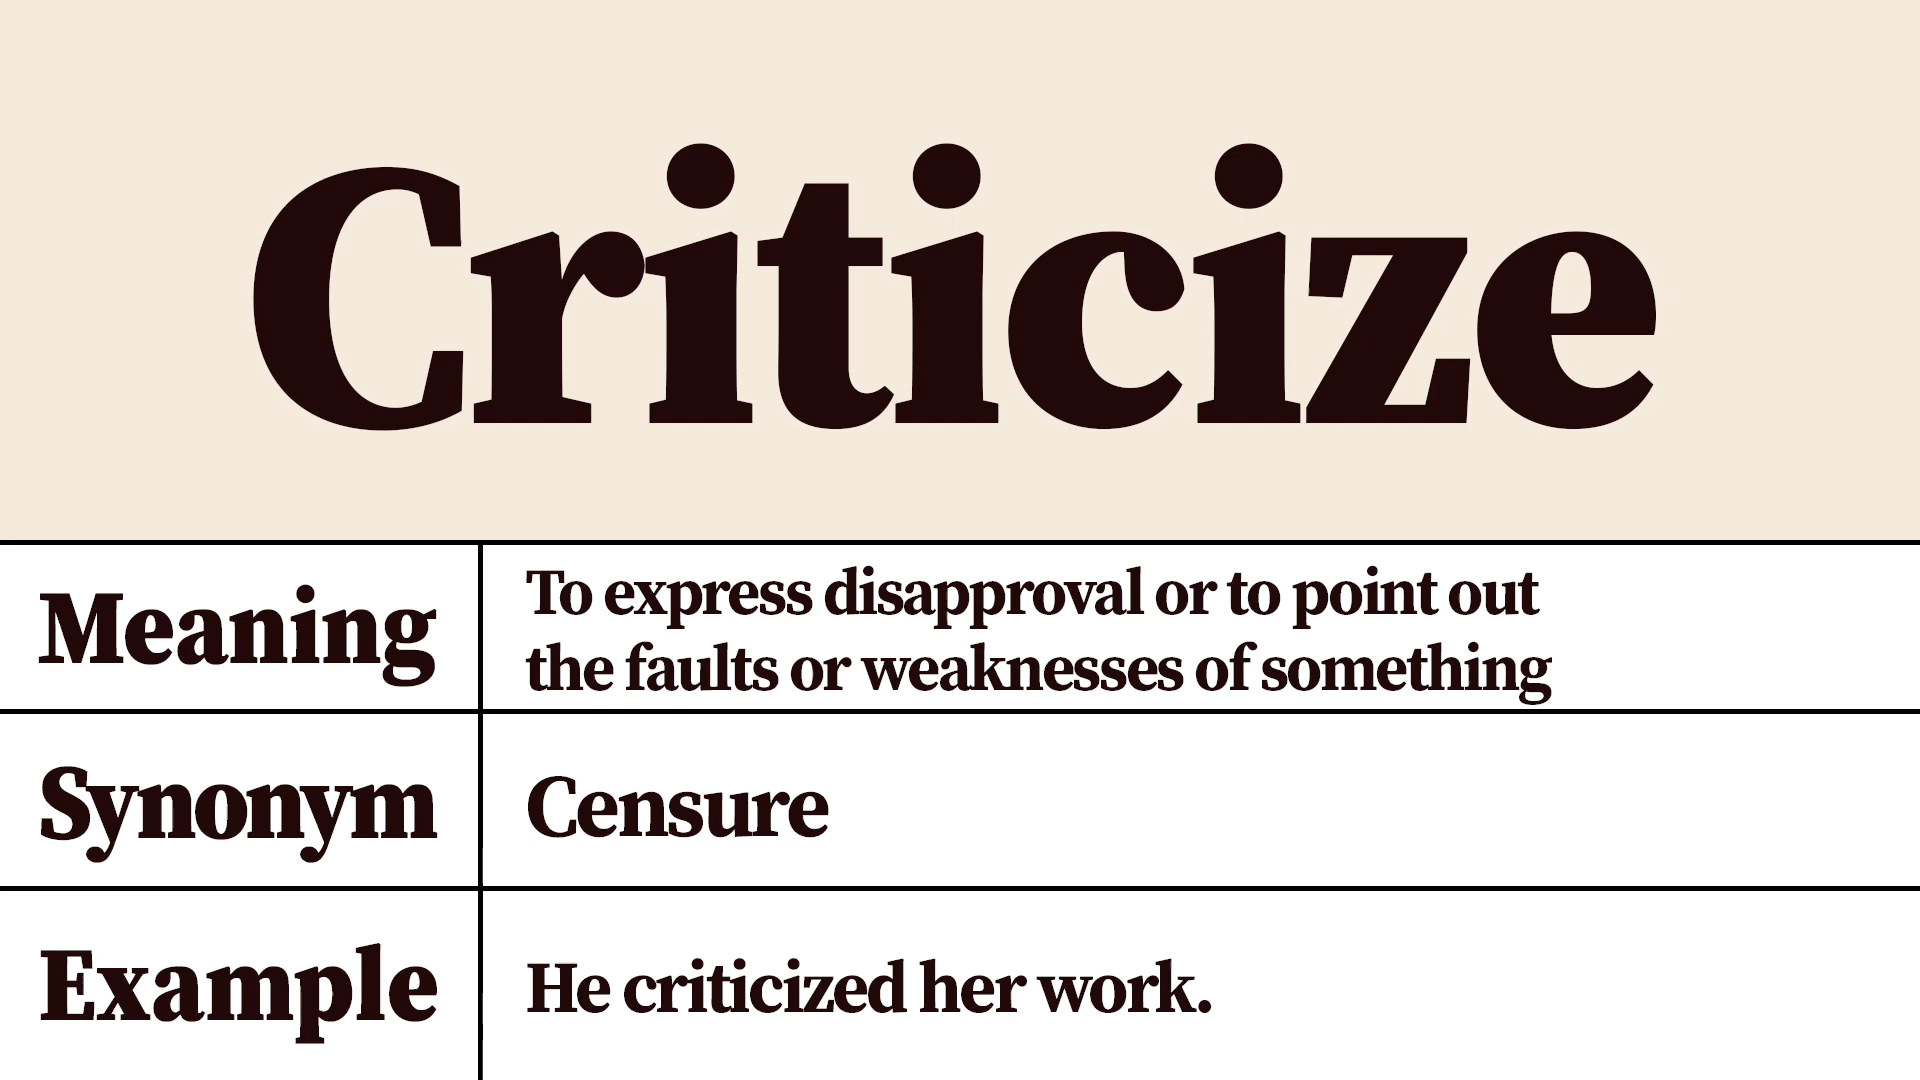 Criticize
Meaning
To express disapproval or to point out
the faults or weaknesses of something
Synonym
Censure
Example
He criticized her work.